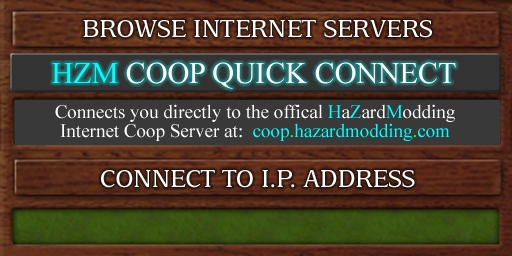 BROWSE INTERNET SERVERS
HZM COOP QUICK CONNECT
Connects you directly to the offical HaZardModding
Internet Coop Server at: coop.hazardmodding.com
CONNECT TO I.P. ADDRESS